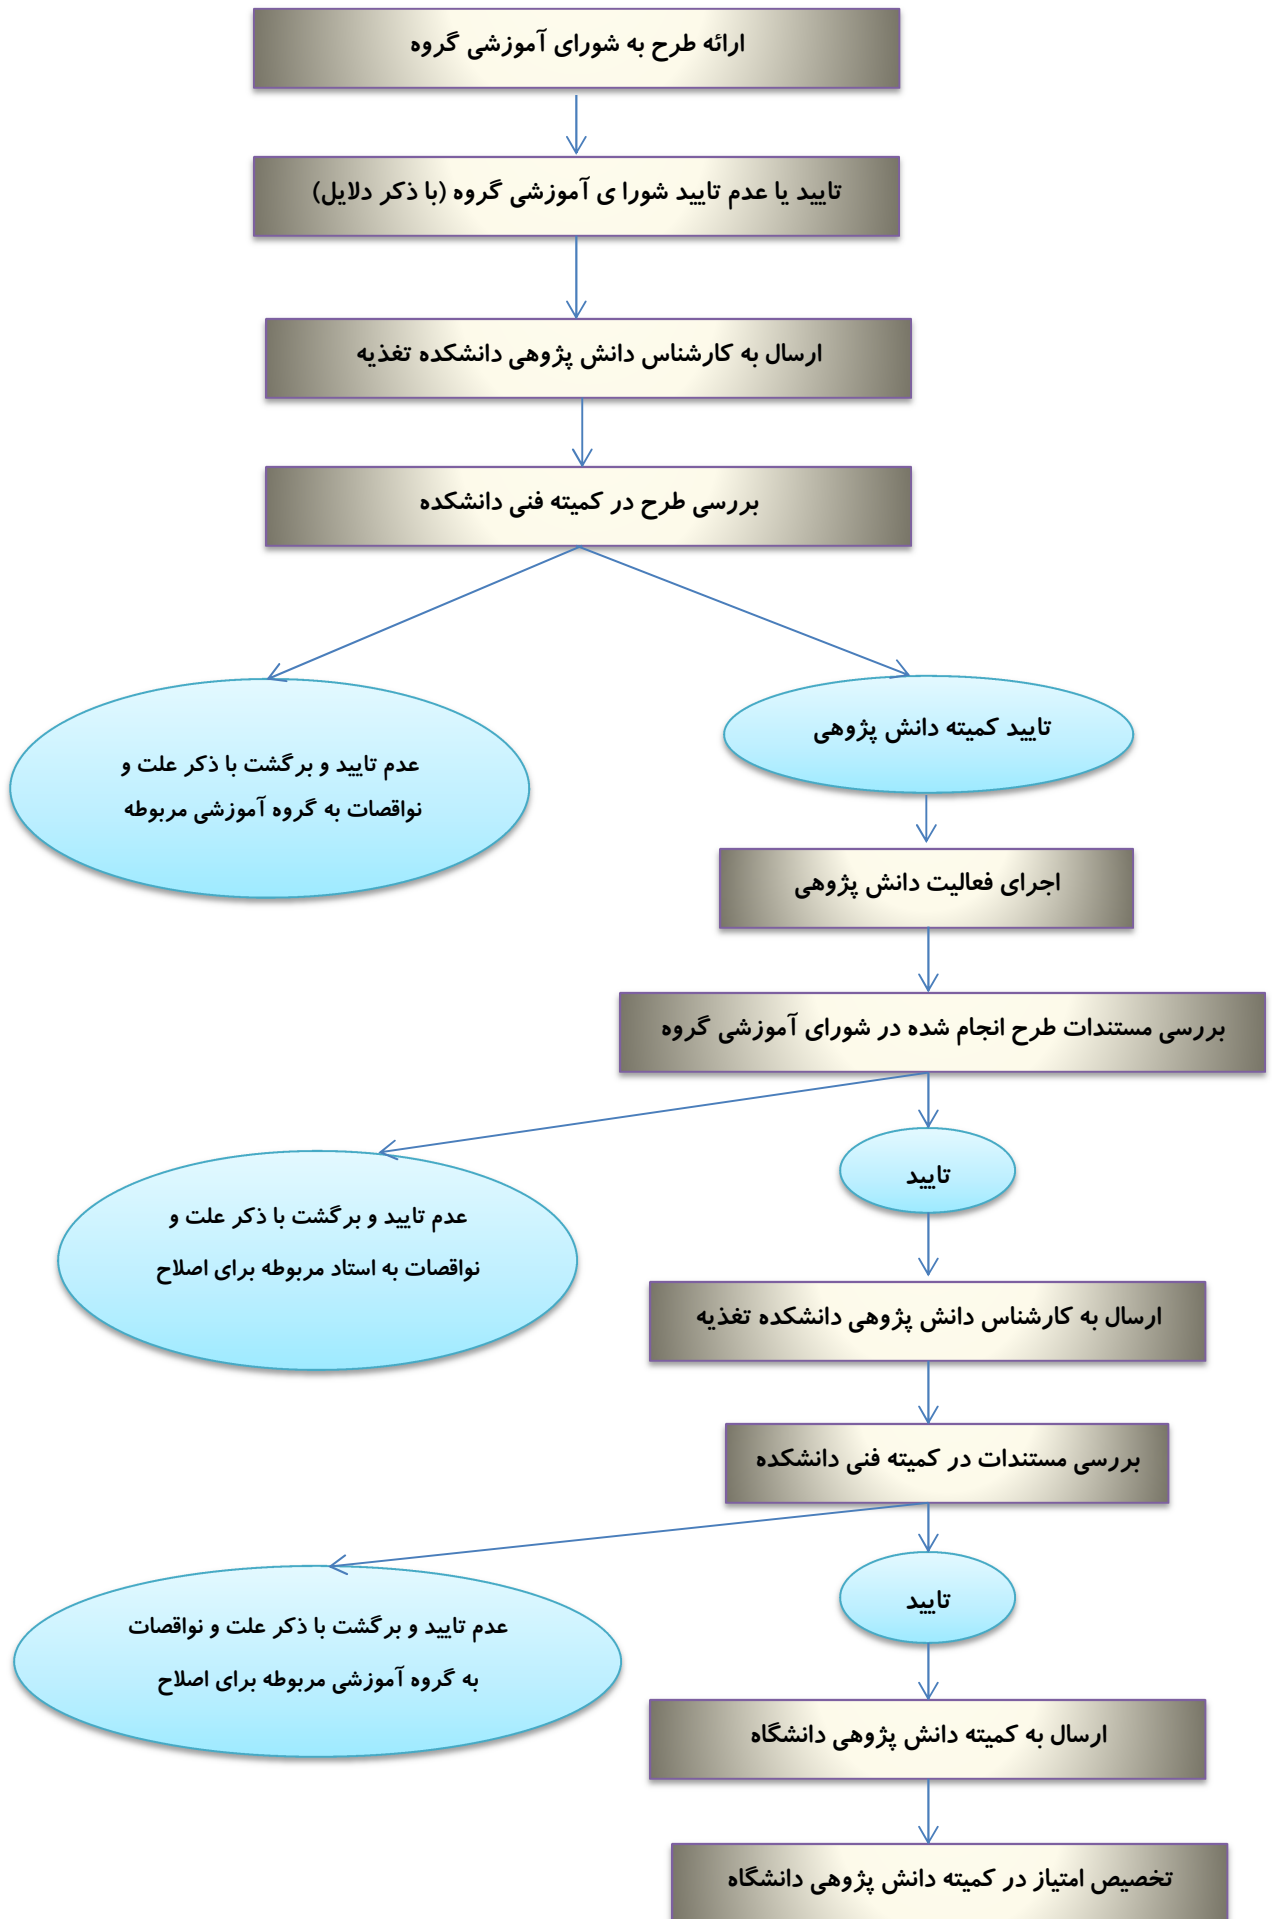 ارائه طرح به شورای آموزشی گروه
تایید یا عدم تایید شورا ی آموزشی گروه (با ذکر دلایل)
ارسال به کارشناس دانش پژوهی دانشکده تغذیه
بررسی طرح در کمیته فنی دانشکده
تایید کمیته دانش پژوهی
عدم تایید و برگشت با ذکر علت و
نواقصات به گروه آموزشی مربوطه
اجرای فعالیت دانش پژوهی
بررسی مستندات طرح انجام شده در شورای آموزشی گروه
تایید
عدم تایید و برگشت با ذکر علت و
نواقصات به استاد مربوطه برای اصلاح
ارسال به کارشناس دانش پژوهی دانشکده تغذیه
بررسی مستندات در کمیته فنی دانشکده
تایید
عدم تایید و برگشت با ذکر علت و نواقصات
به گروه آموزشی مربوطه برای اصلاح
ارسال به کمیته دانش پژوهی دانشگاه
تخصیص امتیاز در کمیته دانش پژوهی دانشگاه